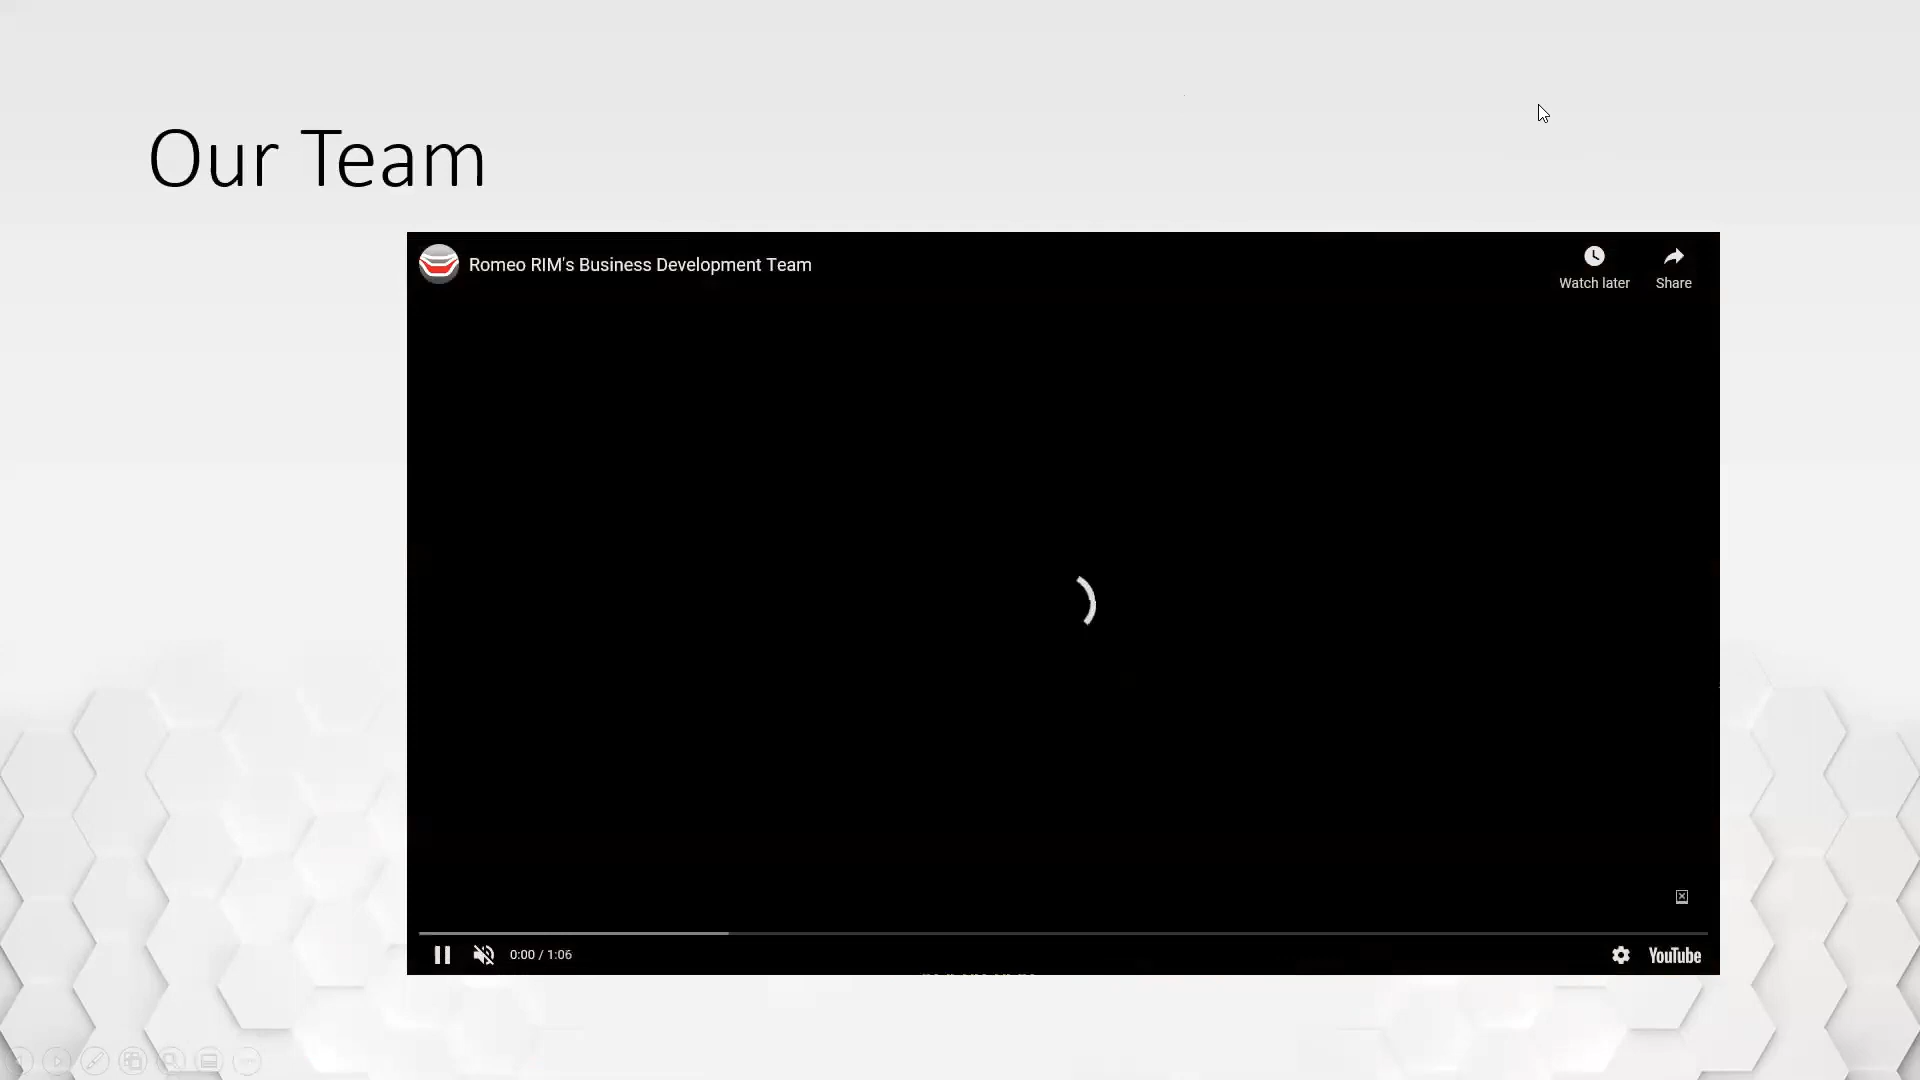 Our Team
Romeo RIM's Business Development Team
Watch later
Share
0:00 / 1:06
YouTube